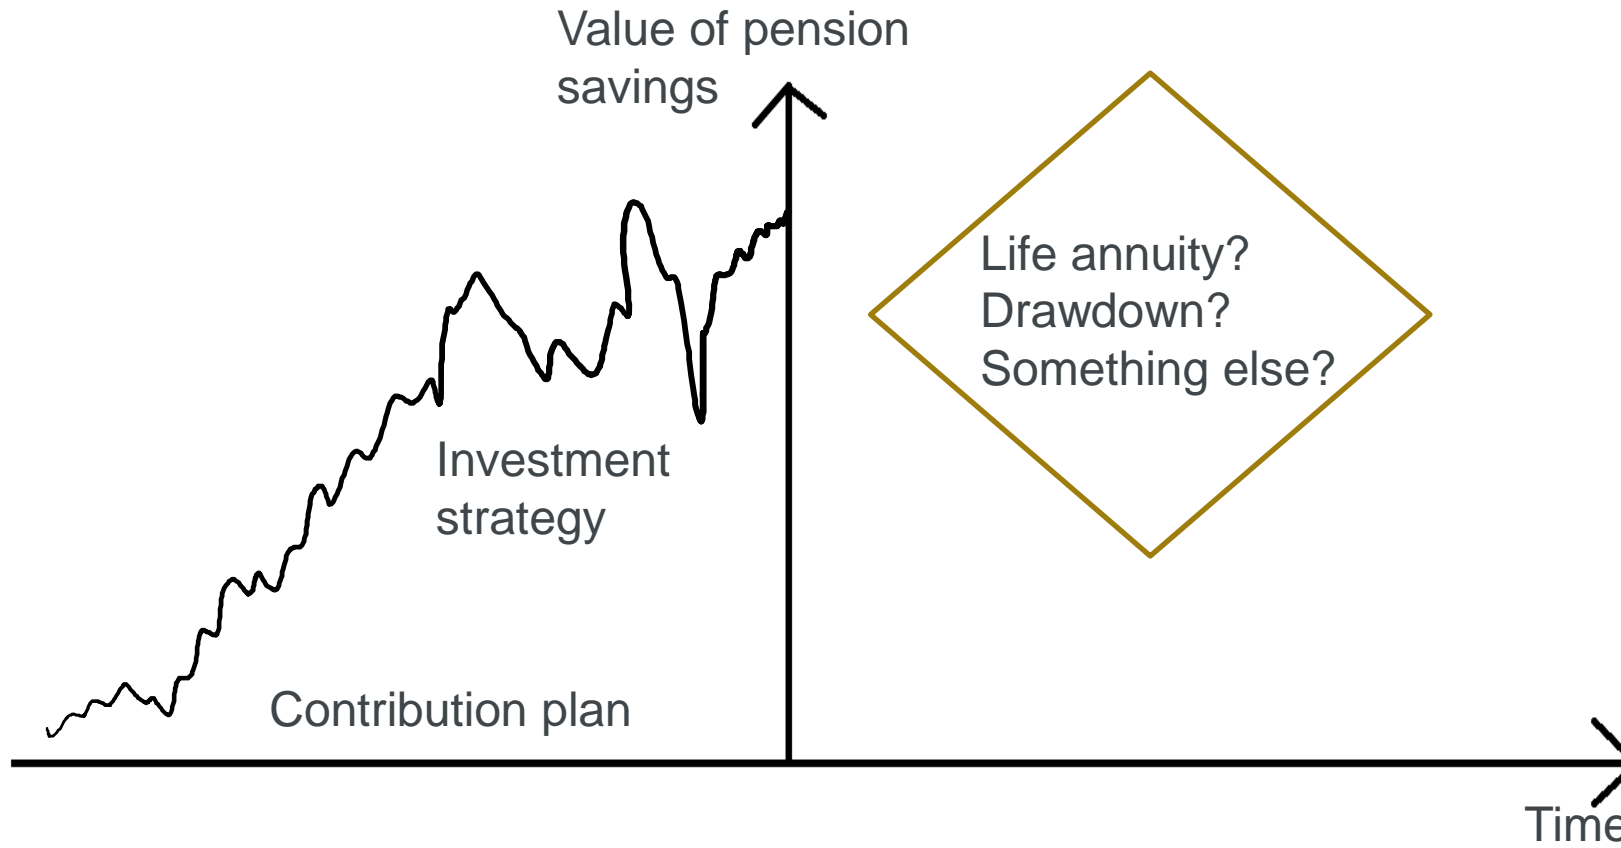 Value of pension
savings
Life annuity?
Drawdown?
Something else?
Investment
strategy
Contribution plan
Time